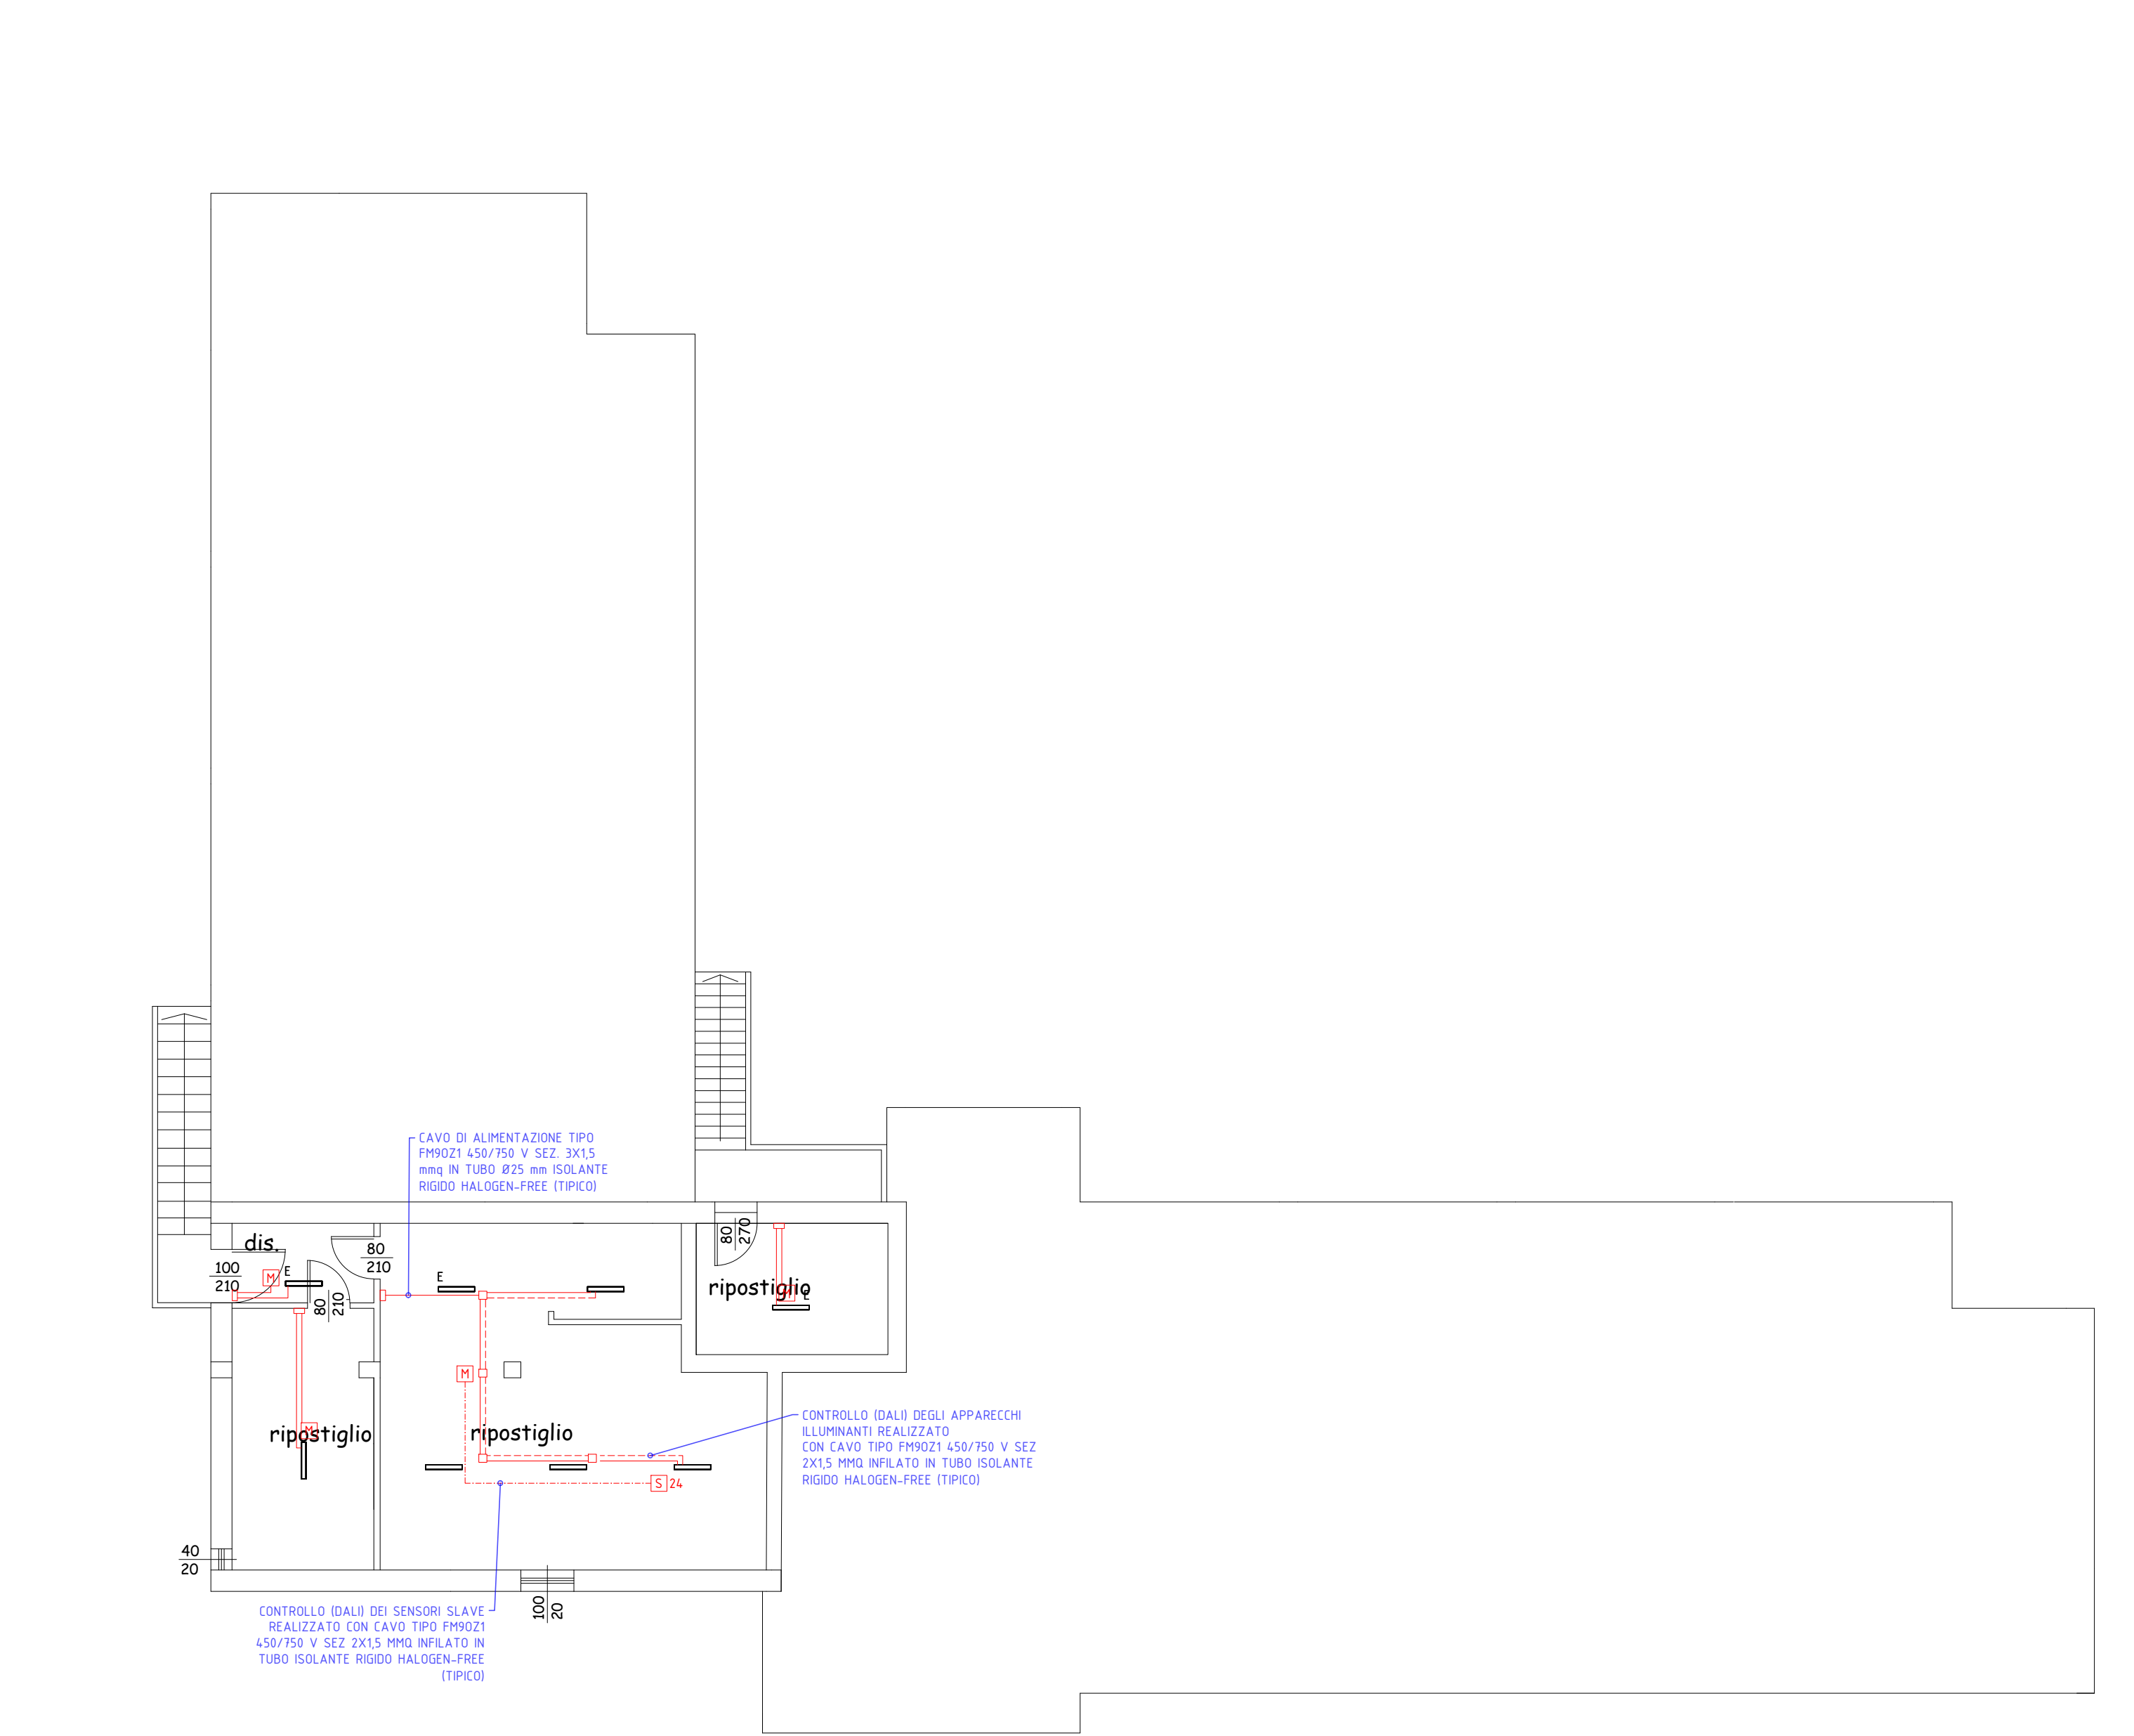 CAVO DI ALIMENTAZIONE TIPO
FM9OZ1 450/750 V SEZ. 3X1,5
mmq IN TUBO Ø25 mm ISOLANTE
RIGIDO HALOGEN-FREE (TIPICO)
dis.
100
210
M
E
80
210
80
210
E
80
270
ripostiglio
M
E
M
ripostiglio
M
ripostiglio
S 24
CONTROLLO (DALI) DEGLI APPARECCHI
ILLUMINANTI REALIZZATO
CON CAVO TIPO FM9OZ1 450/750 V SEZ
2X1,5 MMQ INFILATO IN TUBO ISOLANTE
RIGIDO HALOGEN-FREE (TIPICO)
40
20
100
20
CONTROLLO (DALI) DEI SENSORI SLAVE
REALIZZATO CON CAVO TIPO FM9OZ1
450/750 V SEZ 2X1,5 MMQ INFILATO IN
TUBO ISOLANTE RIGIDO HALOGEN-FREE
(TIPICO)